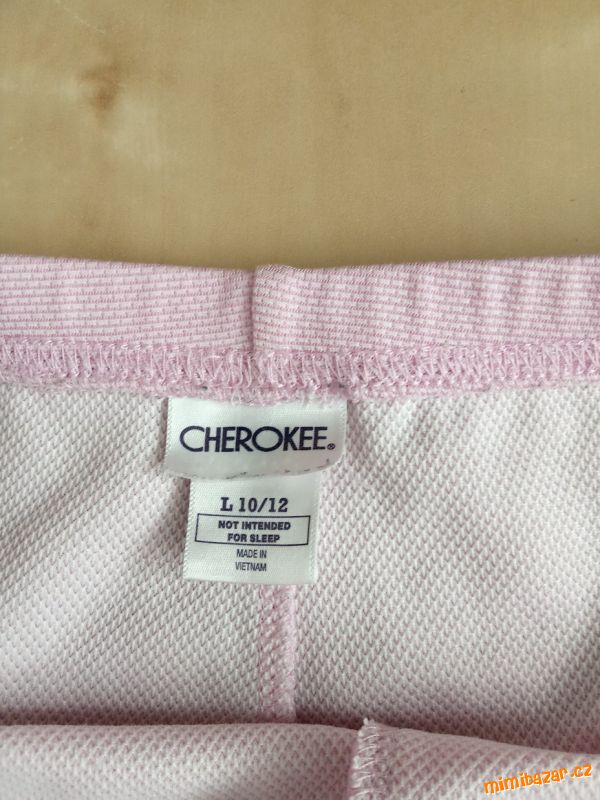 CHEROKEE®
L 10/12
NOT INTENDED
FOR SLEEP
MADE IN
VIETNAM
mimibazar.cz